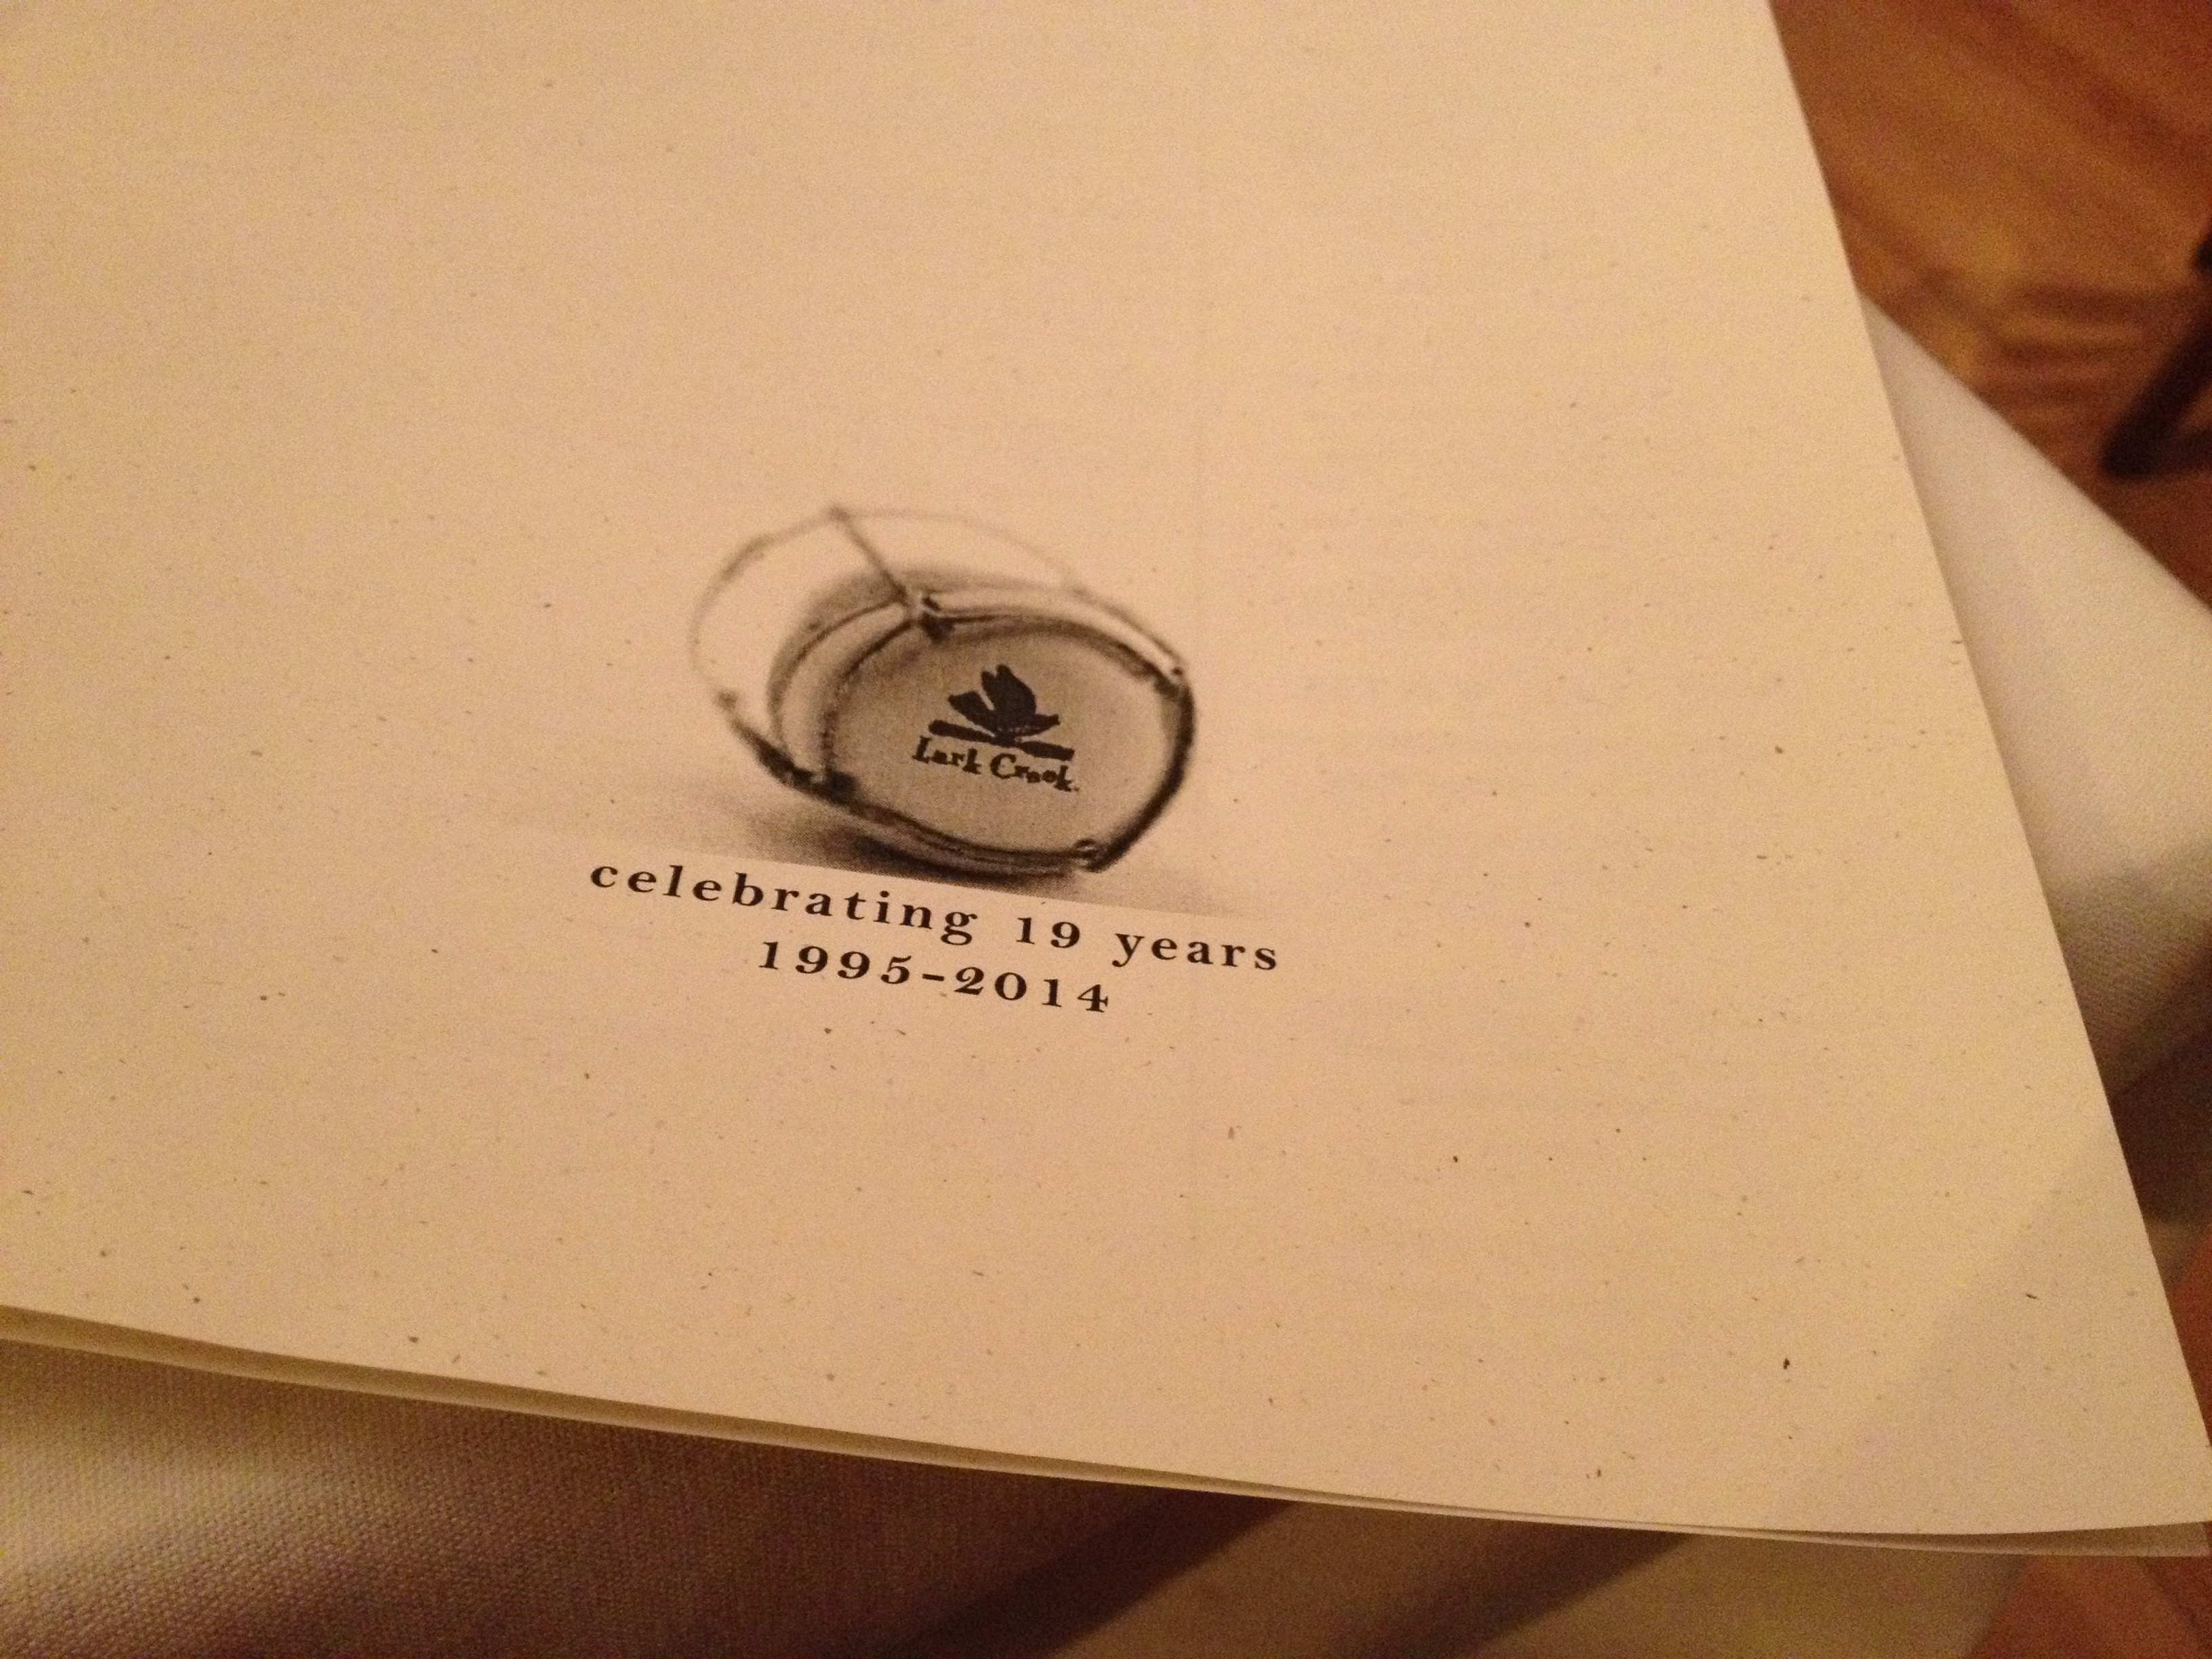 Lark Creek.
celebrating 19 years
1995-2014